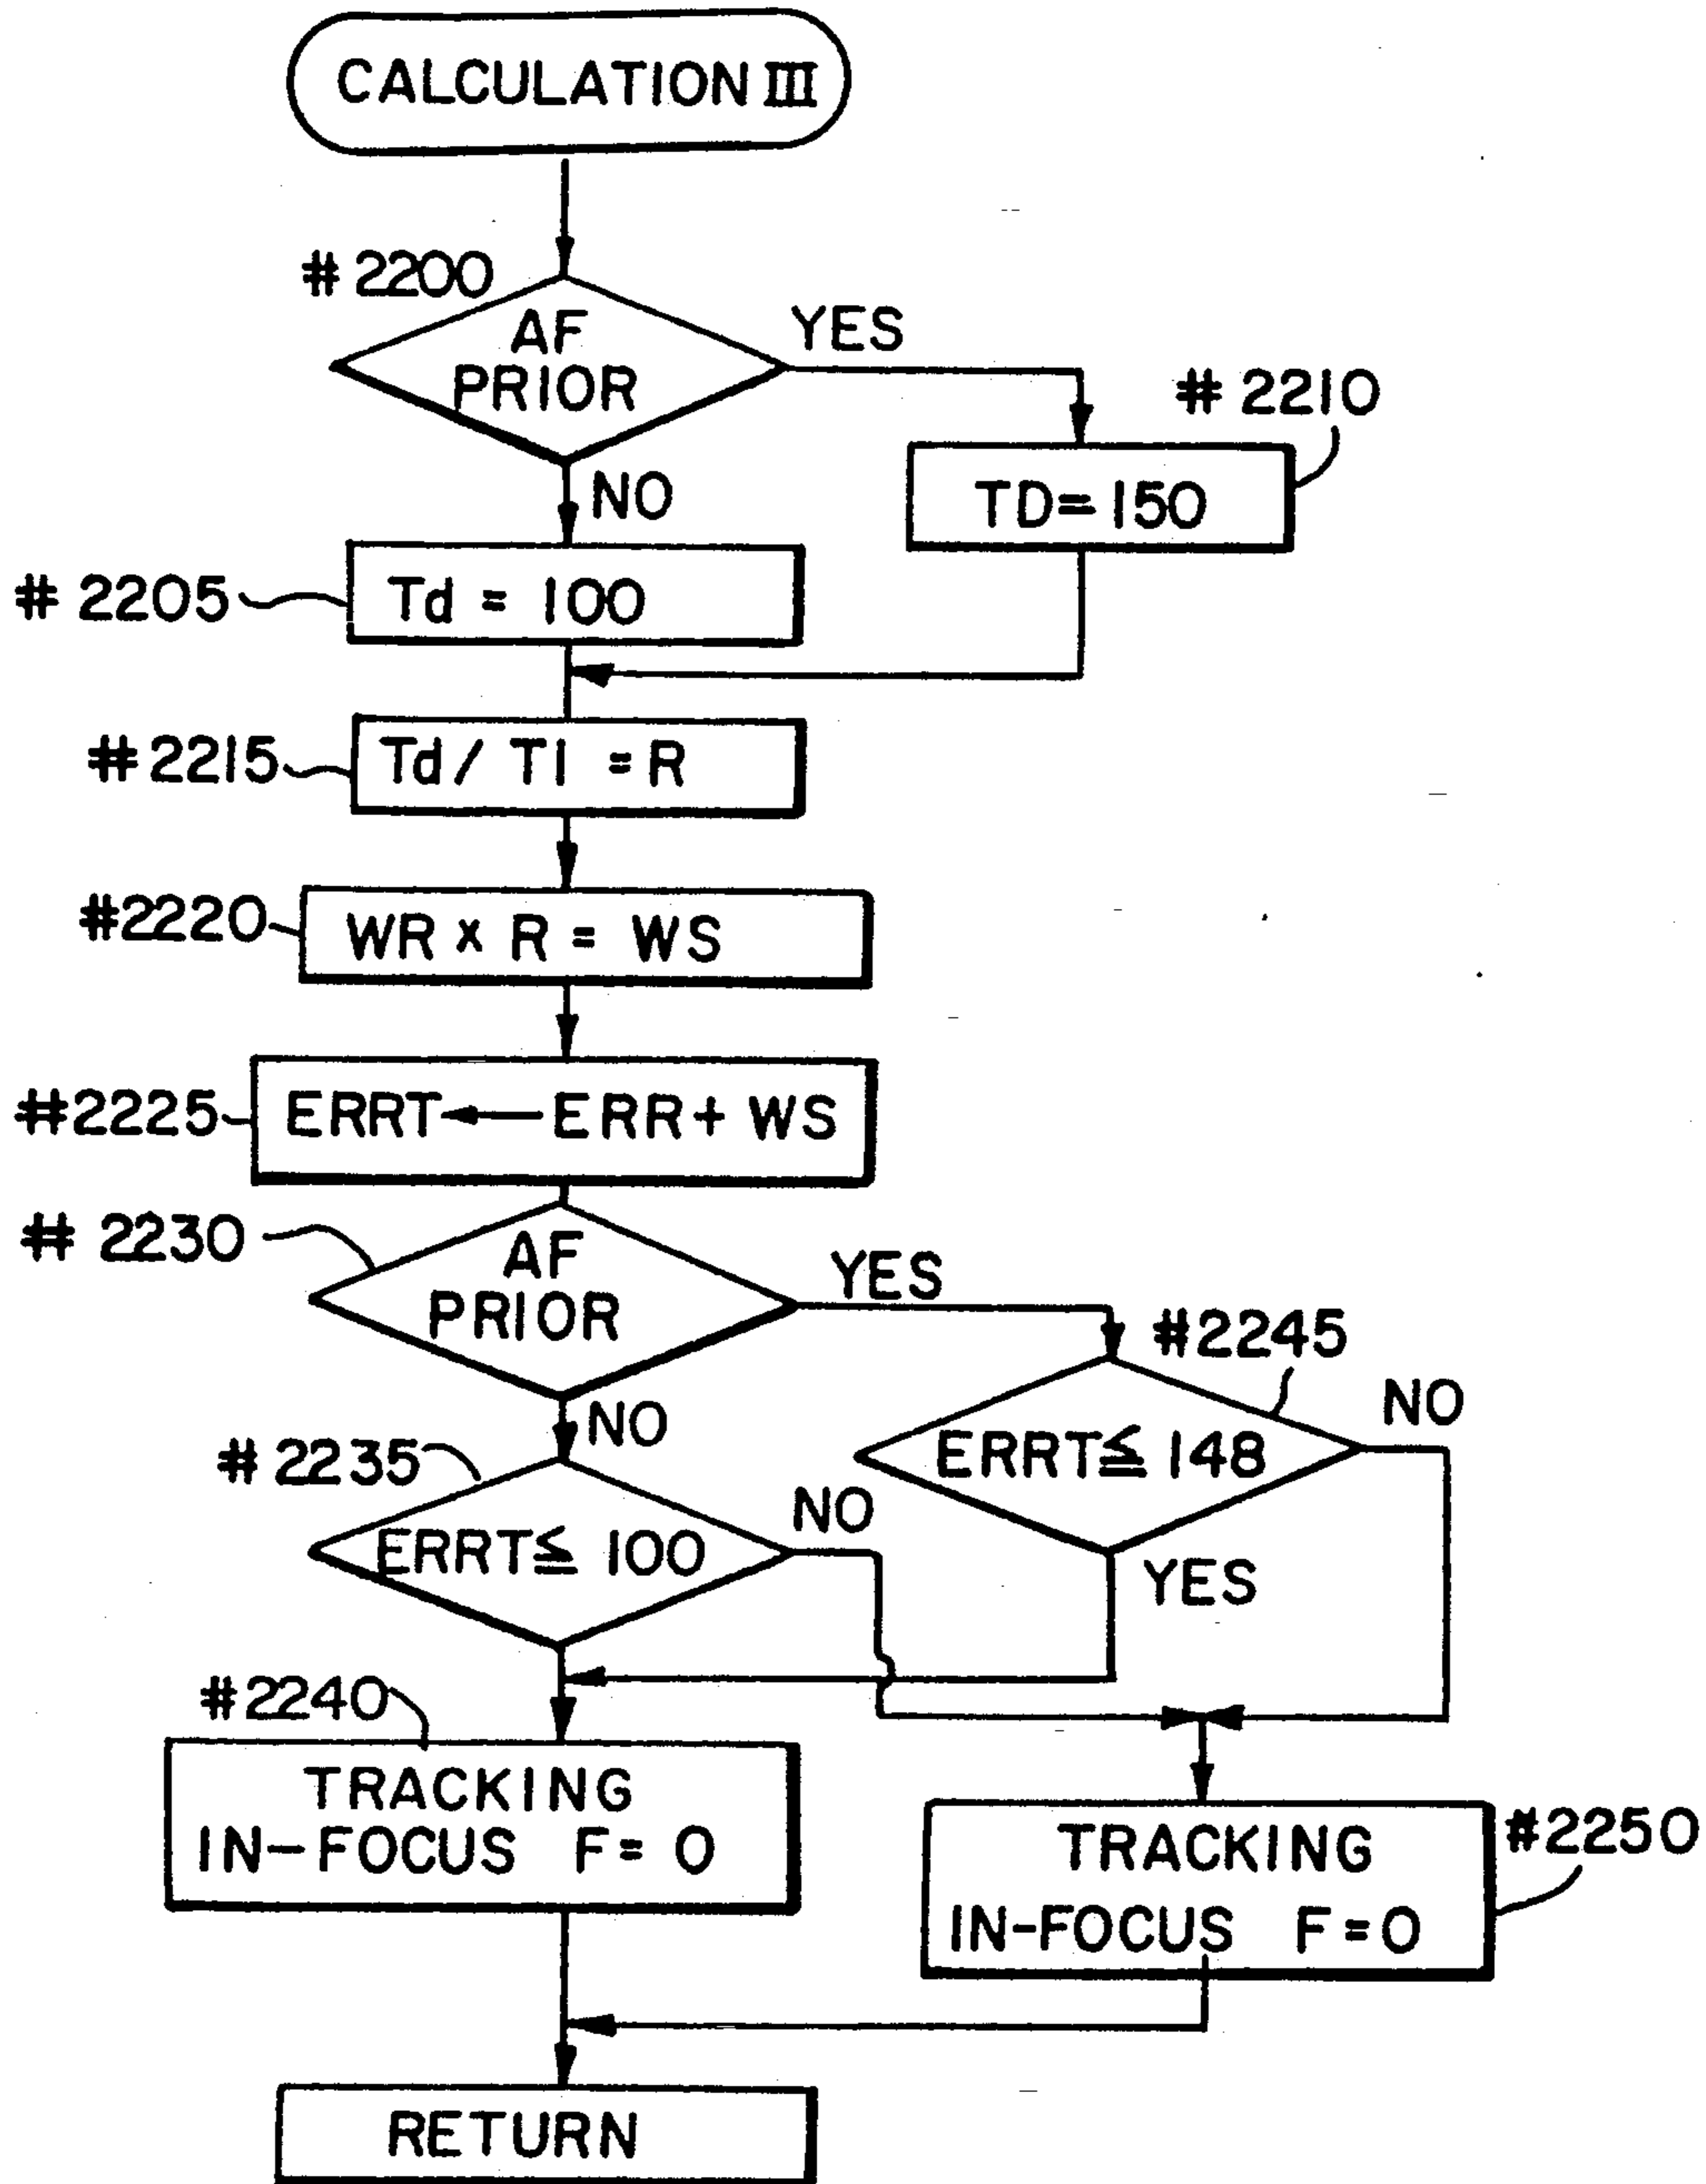 CALCULATION III
# 2200
AF
PRIOR
YES
# 2210
TD= 150
NO
# 2205
Td = 100
# 2215
Td / T1 = R
#2220
WR x R = WS
#2225
ERRT ← ERR + WS
# 2230
AF
PRIOR
YES
#2245
NO
NO
# 2235
ERRT ≦ 148
NO
ERRT ≦ 100
YES
#2240
TRACKING
IN-FOCUS F= 0
TRACKING
#2250
IN-FOCUS F = 0
RETURN